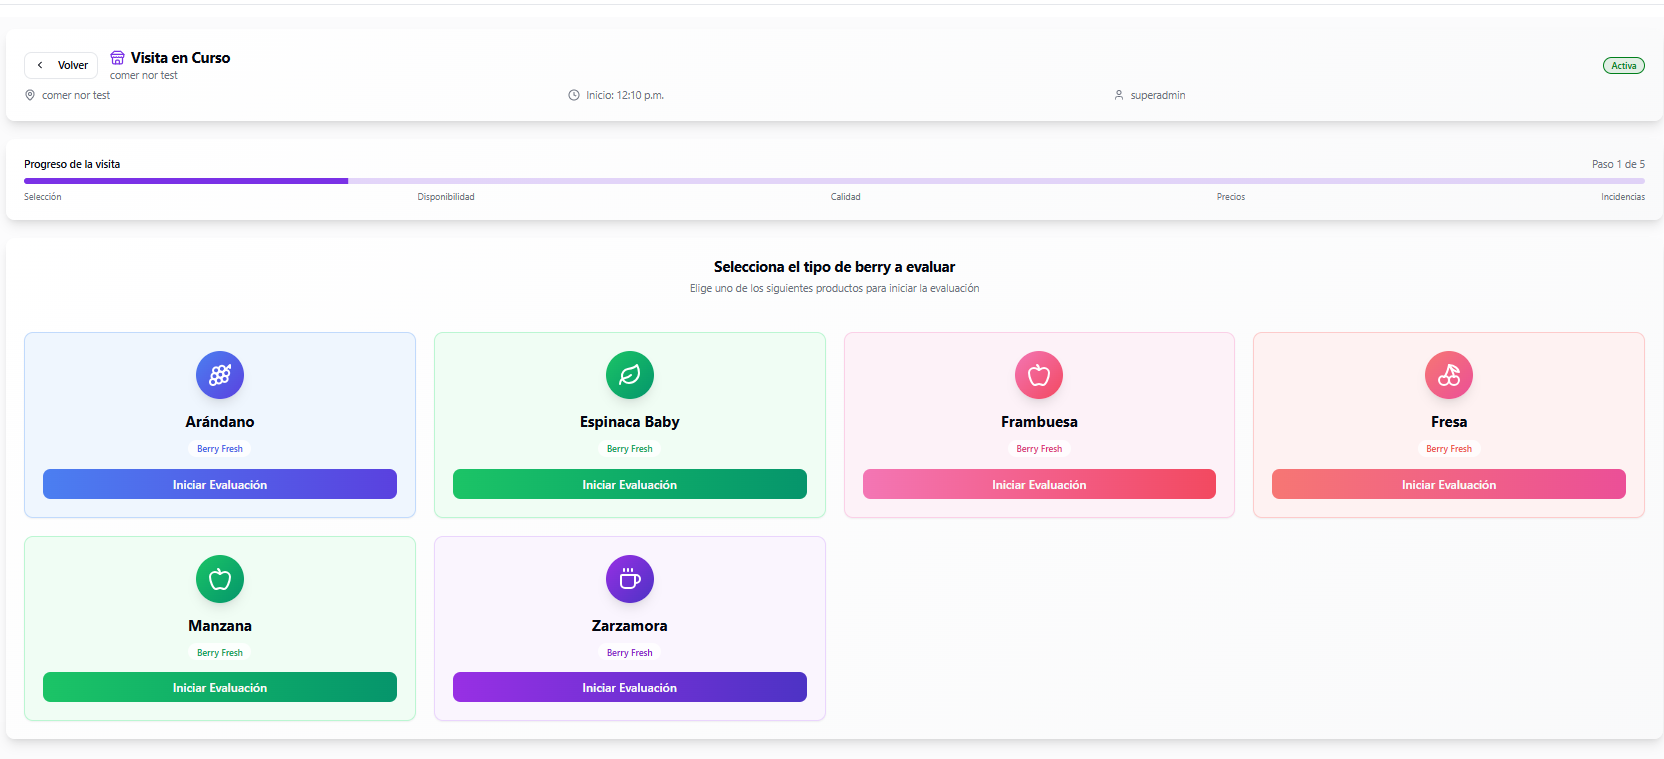 Volver
Visita en Curso
comer nor test
Activa
comer nor test
Inicio: 12:10 p.m.
superadmin
Progreso de la visita
Paso 1 de 5
Selección
Disponibilidad
Calidad
Precios
Incidencias
Selecciona el tipo de berry a evaluar
Elige uno de los siguientes productos para iniciar la evaluación
Arándano
Berry Fresh
Iniciar Evaluación
Espinaca Baby
Berry Fresh
Iniciar Evaluación
Frambuesa
Berry Fresh
Iniciar Evaluación
Fresa
Berry Fresh
Iniciar Evaluación
Manzana
Berry Fresh
Iniciar Evaluación
Zarzamora
Berry Fresh
Iniciar Evaluación